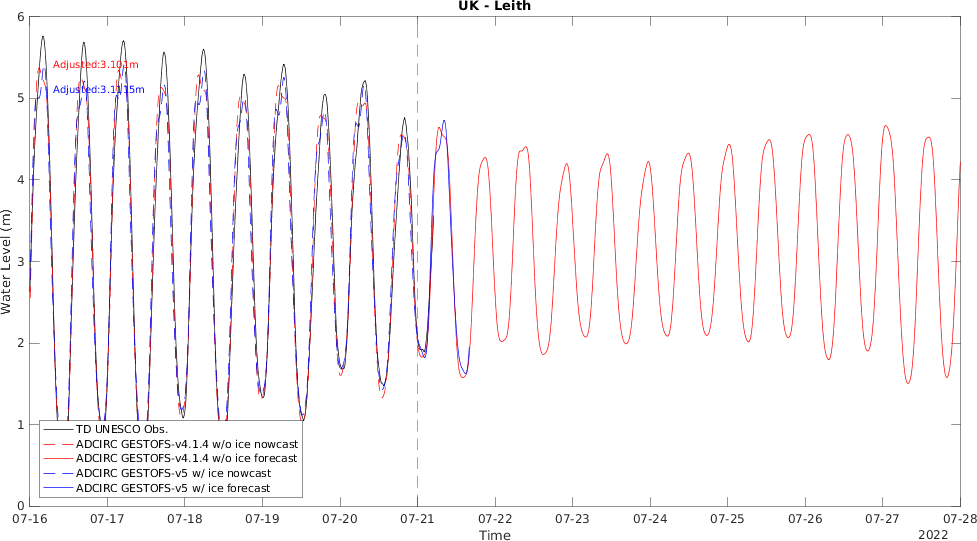 UK - Leith
6
5
4
3
2
1
0
Water Level (m)
Adjusted:3.101m
Adjusted:3.1115m
TD UNESCO Obs.
ADCIRC GESTOFS-v4.1.4 w/o ice nowcast
ADCIRC GESTOFS-v4.1.4 w/o ice forecast
ADCIRC GESTOFS-v5 w/ ice nowcast
ADCIRC GESTOFS-v5 w/ ice forecast
07-16 07-17 07-18 07-19 07-20 07-21 07-22 07-23 07-24 07-25 07-26 07-27 07-28
Time
2022